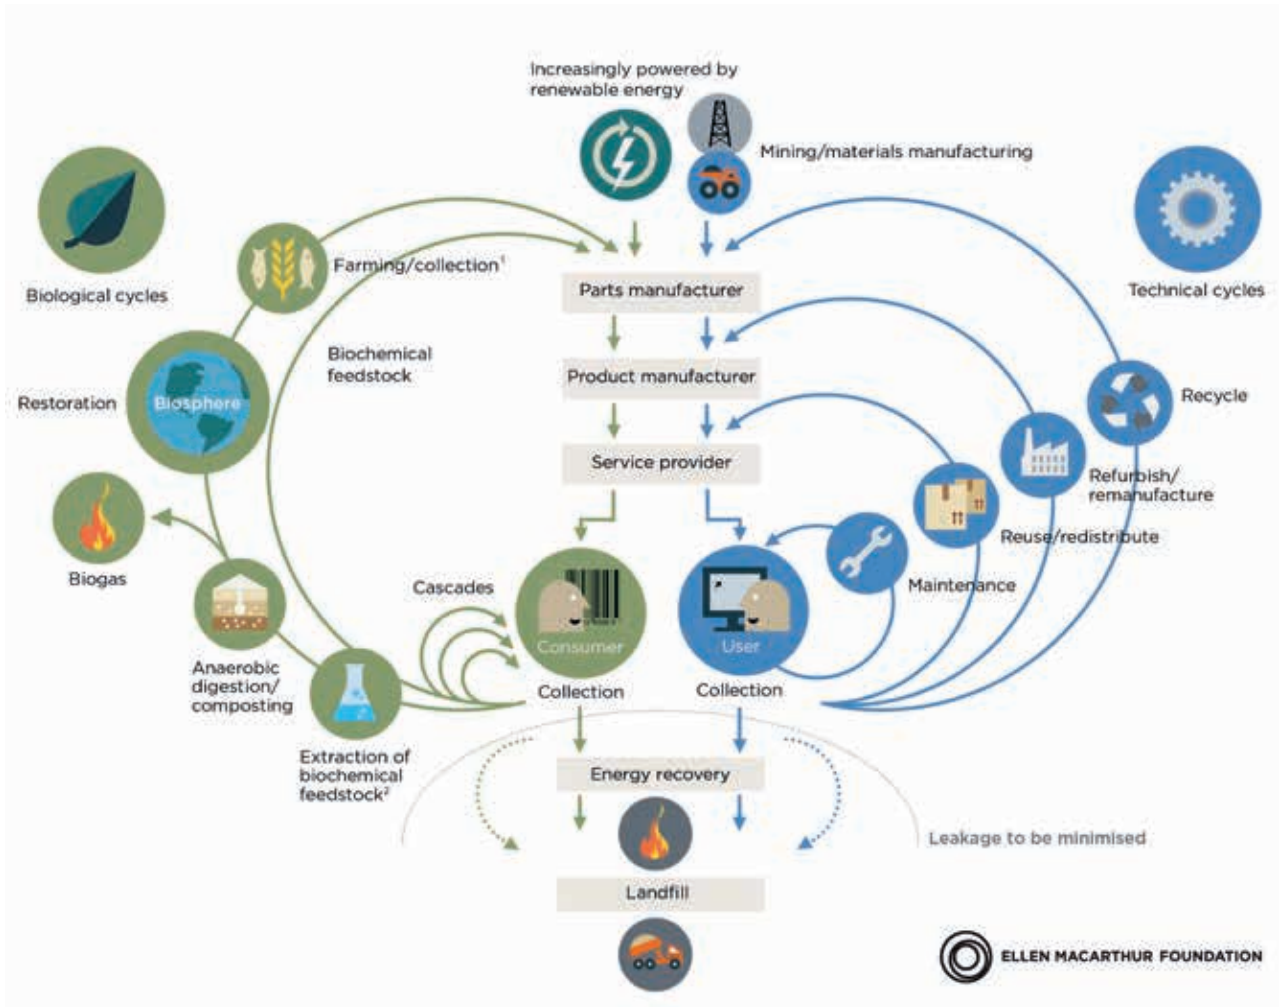 Increasingly powered by
renewable energy
Mining/materials manufacturing
Biological cycles
Farming/collection¹
Technical cycles
Parts manufacturer
Biochemical
feedstock
Product manufacturer
Restoration
Biosphere
Recycle
Service provider
Refurbish/
remanufacture
Reuse/redistribute
Biogas
Cascades
Maintenance
Consumer
User
Anaerobic
digestion/
composting
Collection
Collection
Extraction of
biochemical
feedstock²
Energy recovery
Leakage to be minimised
Landfill
ELLEN MACARTHUR FOUNDATION